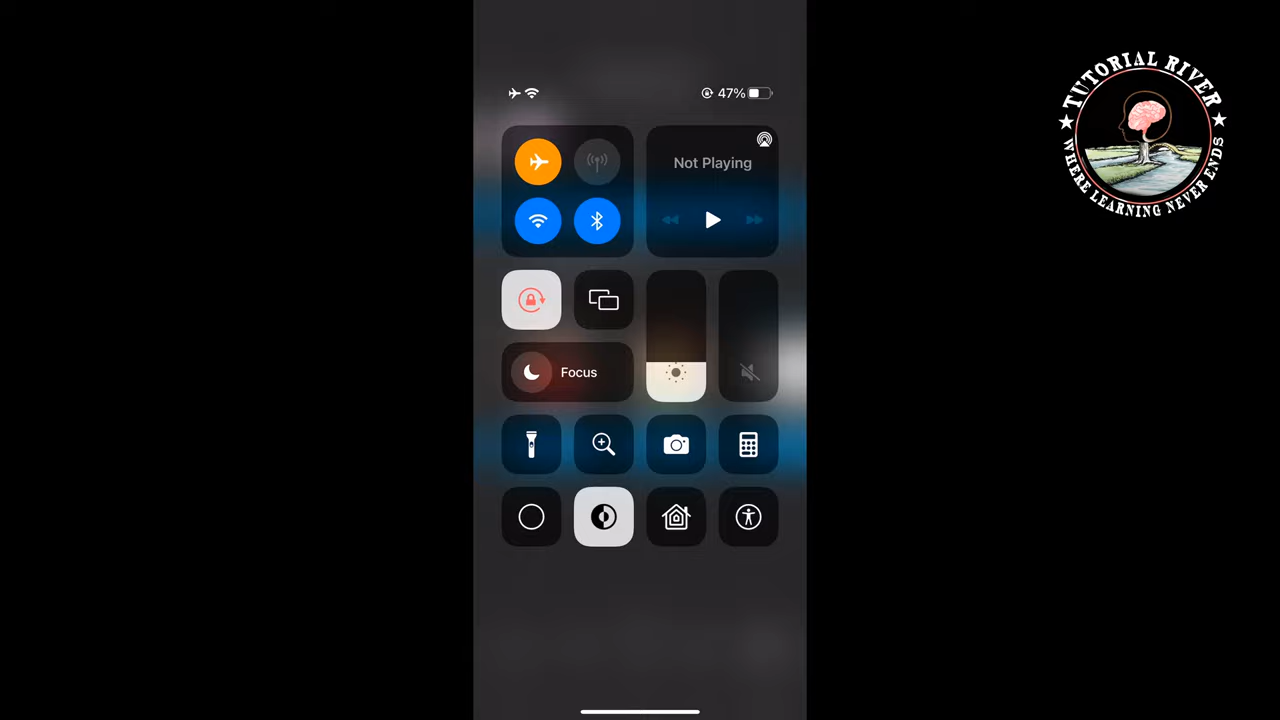 47%
Not Playing
Focus
TUTORIAL RIVER
WHERE LEARNING NEVER ENDS